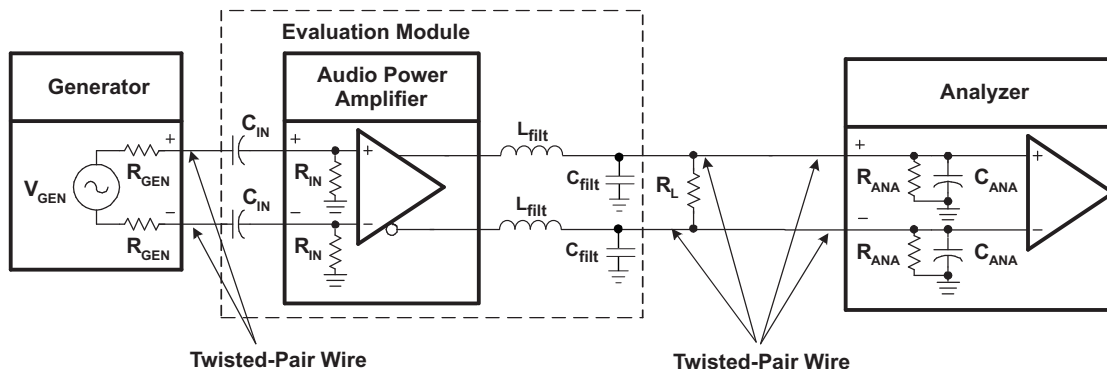 Evaluation Module
Generator
Audio Power
Amplifier
Analyzer
V_GEN
R_GEN
R_GEN
+
−
C_IN
C_IN
+
−
R_IN
R_IN
+
−
L_filt
L_filt
C_filt
C_filt
R_L
+
−
R_ANA
C_ANA
R_ANA
C_ANA
+
−
Twisted-Pair Wire
Twisted-Pair Wire